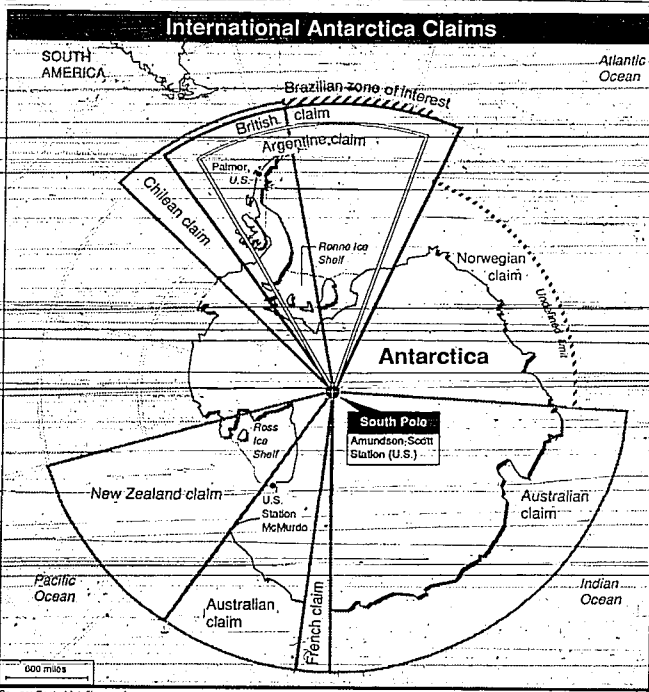 International Antarctica Claims
SOUTH
AMERICA
Atlantic
Ocean
Brazilian zone of interest
British claim
Argentine claim
Palmer,
U.S.
Chilean claim
Ronne Ice
Shelf
Norwegian
claim
Undefined limit
Antarctica
South Pole
Amundson-Scott
Station (U.S.)
Ross
Ice
Shelf
New Zealand claim
U.S.
Station
McMurdo
Australian
claim
Pacific
Ocean
Australian
claim
French claim
Indian
Ocean
600 miles